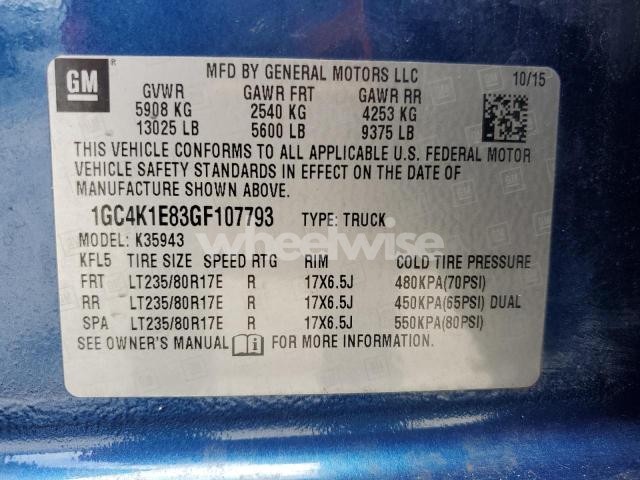 GM
MFD BY GENERAL MOTORS LLC 10/15
GVWR GAWR FRT GAWR RR
5908 KG 2540 KG 4253 KG
13025 LB 5600 LB 9375 LB
THIS VEHICLE CONFORMS TO ALL APPLICABLE U.S. FEDERAL MOTOR
VEHICLE SAFETY STANDARDS IN EFFECT ON THE DATE OF
MANUFACTURE SHOWN ABOVE.
1GC4K1E83GF107793 TYPE: TRUCK
wheelwise
MODEL: K35943
KFL5 TIRE SIZE SPEED RTG RIM COLD TIRE PRESSURE
FRT LT235/80R17E R 17X6.5J 480KPA(70PSI)
RR LT235/80R17E R 17X6.5J 450KPA(65PSI) DUAL
SPA LT235/80R17E R 17X6.5J 550KPA(80PSI)
SEE OWNER'S MANUAL FOR MORE INFORMATION.